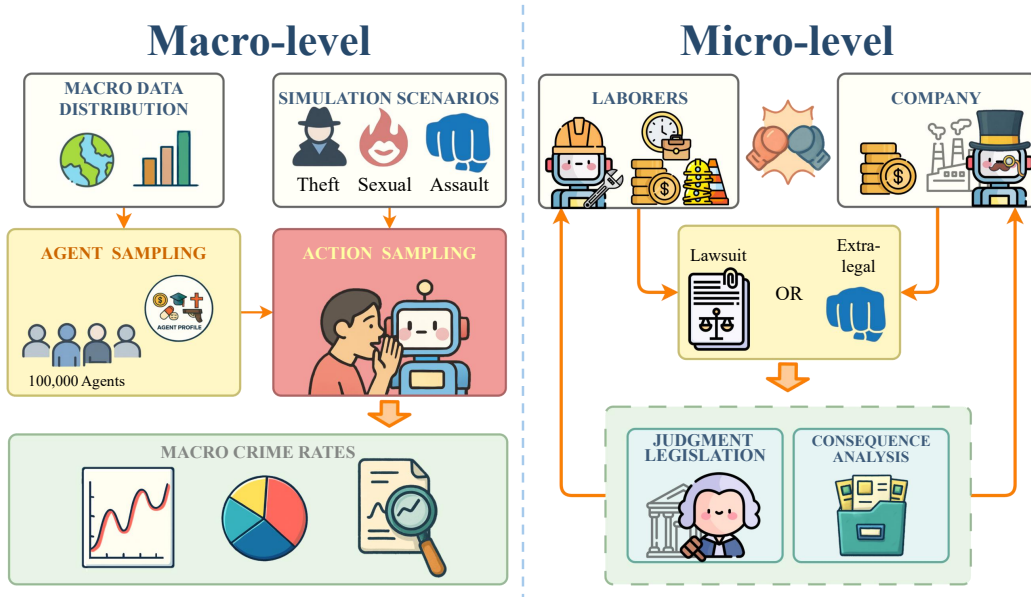 Macro-level
MACRO DATA
DISTRIBUTION
SIMULATION SCENARIOS
Theft
Sexual
Assault
AGENT SAMPLING
AGENT PROFILE
100,000 Agents
ACTION SAMPLING
MACRO CRIME RATES
Micro-level
LABORERS
COMPANY
Lawsuit
OR
Extra-
legal
JUDGMENT
LEGISLATION
CONSEQUENCE
ANALYSIS